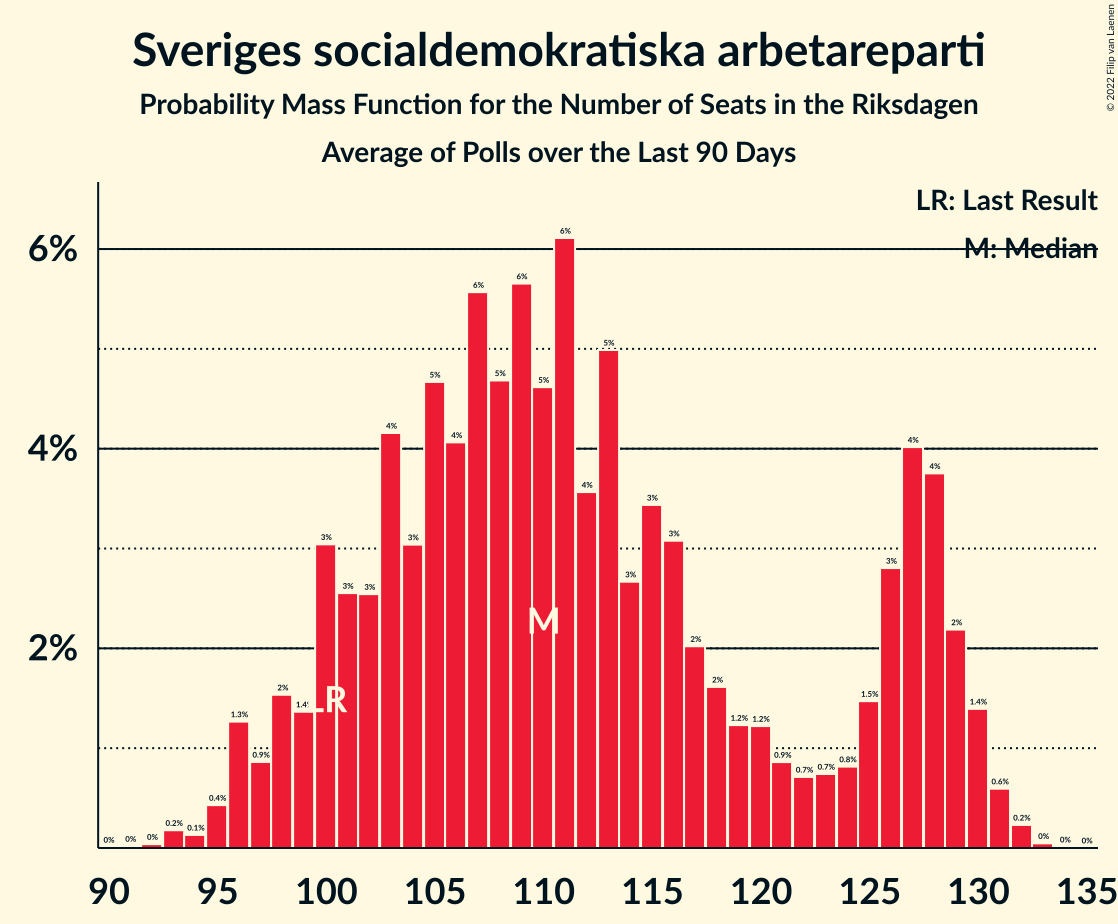 Sveriges socialdemokratiska arbetareparti
Probability Mass Function for the Number of Seats in the Riksdagen
Average of Polls over the Last 90 Days
© 2022 Filip van Laenen
LR: Last Result
M: Median
6%
4%
2%
0% 0% 0% 0.2% 0.1% 0.4% 1.3% 0.9% 2% 1.4% 3% 3% 3% 4% 3% 5% 4% 6% 5% 6% 5% 6% 4% 5% 3% 3% 3% 2% 2% 1.2% 1.2% 0.9% 0.7% 0.7% 0.8% 1.5% 3% 4% 4% 2% 1.4% 0.6% 0.2% 0% 0% 0%
LR
M
90 95 100 105 110 115 120 125 130 135